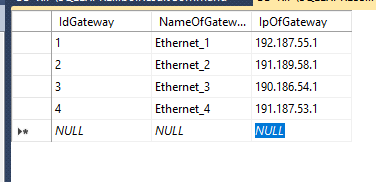 IdGateway NameOfGatew... IpOfGateway
1 Ethernet_1 192.187.55.1
2 Ethernet_2 191.189.58.1
3 Ethernet_3 190.186.54.1
4 Ethernet_4 191.187.53.1
NULL NULL NULL